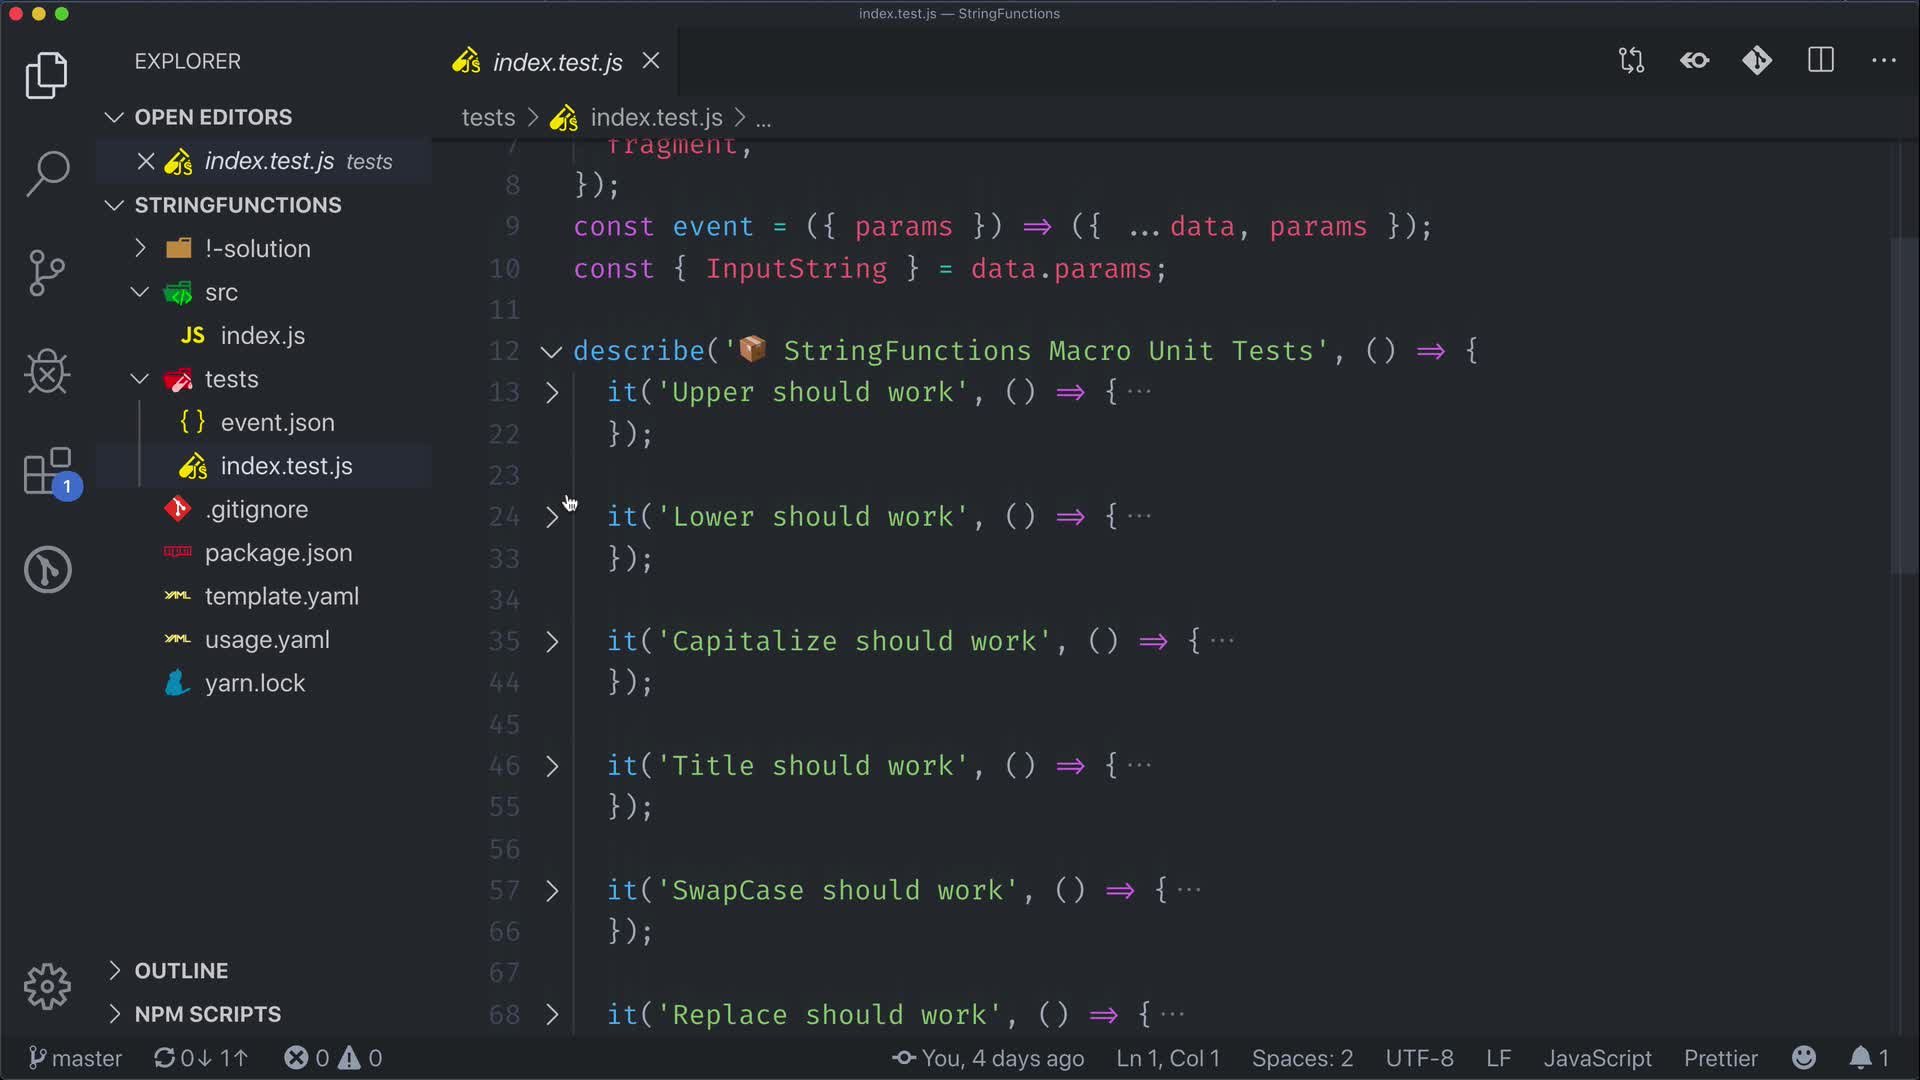 index.test.js — StringFunctions
EXPLORER
OPEN EDITORS
index.test.js tests
STRINGFUNCTIONS
!-solution
src
JS index.js
tests
{} event.json
index.test.js
.gitignore
package.json
template.yaml
usage.yaml
yarn.lock
OUTLINE
NPM SCRIPTS
1
index.test.js
tests > index.test.js > ...
7 fragment,
8 });
9 const event = ({ params }) => ({ ...data, params });
10 const { InputString } = data.params;
11
12 describe('📦 StringFunctions Macro Unit Tests', () => {
13 it('Upper should work', () => {···
22 });
23
24 it('Lower should work', () => {···
33 });
34
35 it('Capitalize should work', () => {···
44 });
45
46 it('Title should work', () => {···
55 });
56
57 it('SwapCase should work', () => {···
66 });
67
68 it('Replace should work', () => {···
master 0↓ 1↑ 0 0 You, 4 days ago Ln 1, Col 1 Spaces: 2 UTF-8 LF JavaScript Prettier 1